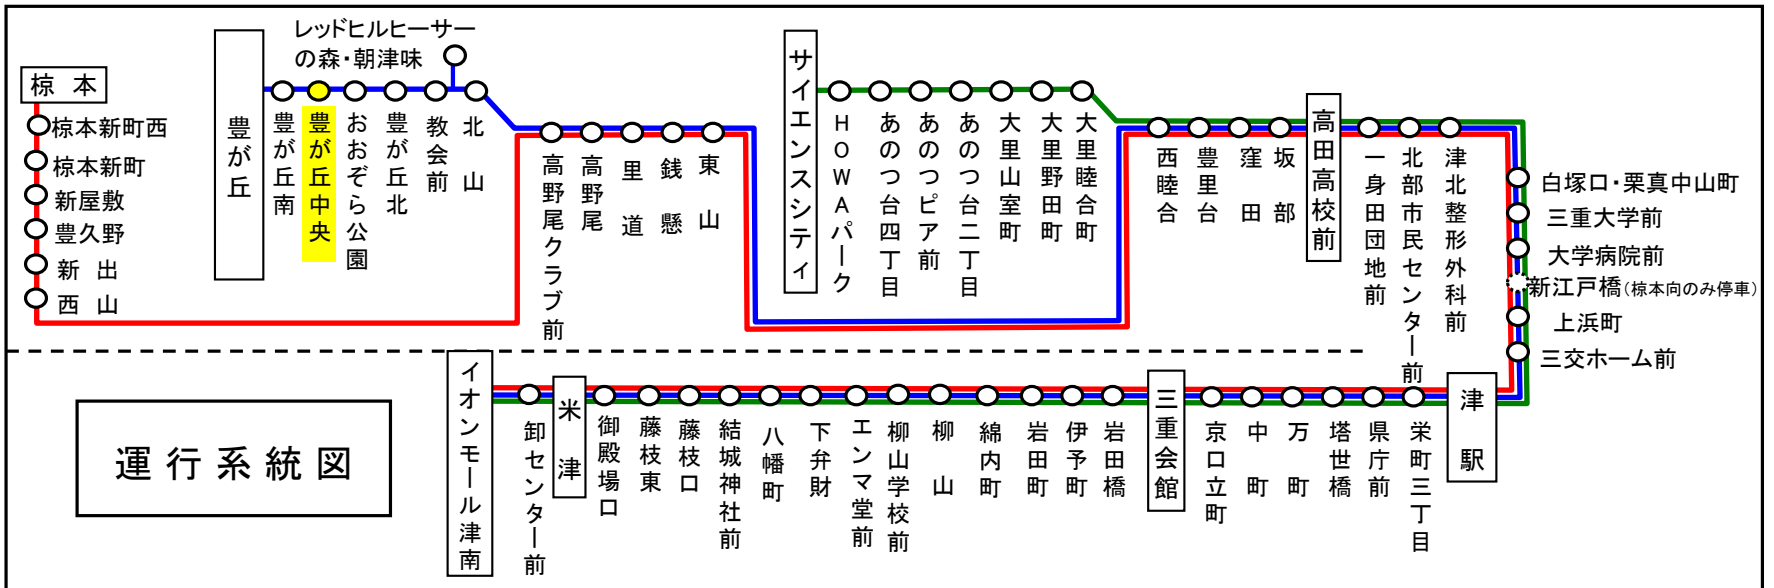 椋本
椋本新町西
椋本新町
新屋敷
豊久野
新出
西山
豊が丘
豊が丘南
豊が丘中央
おおぞら公園
豊が丘北
教会前
レッドヒルヒーサー
の森・朝津味
北山
高野尾クラブ前
高野尾
里道
銭懸
東山
サイエンスシティ
HOWAパーク
あのつ台四丁目
あのつピア前
あのつ台二丁目
大里山室町
大里野田町
大里睦合町
西睦合
豊里台
窪田
坂部
高田高校前
一身田団地前
北部市民センター前
津北整形外科前
白塚口・栗真中山町
三重大学前
大学病院前
新江戸橋(椋本向のみ停車)
上浜町
三交ホーム前
津駅
栄町三丁目
県庁前
塔世橋
万町
中町
京口立町
三重会館
岩田橋
伊予町
岩田町
綿内町
柳山
柳山学校前
エンマ堂前
下弁財
八幡町
結城神社前
藤枝口
藤枝東
御殿場口
米津
卸センター前
イオンモール津南
運行系統図